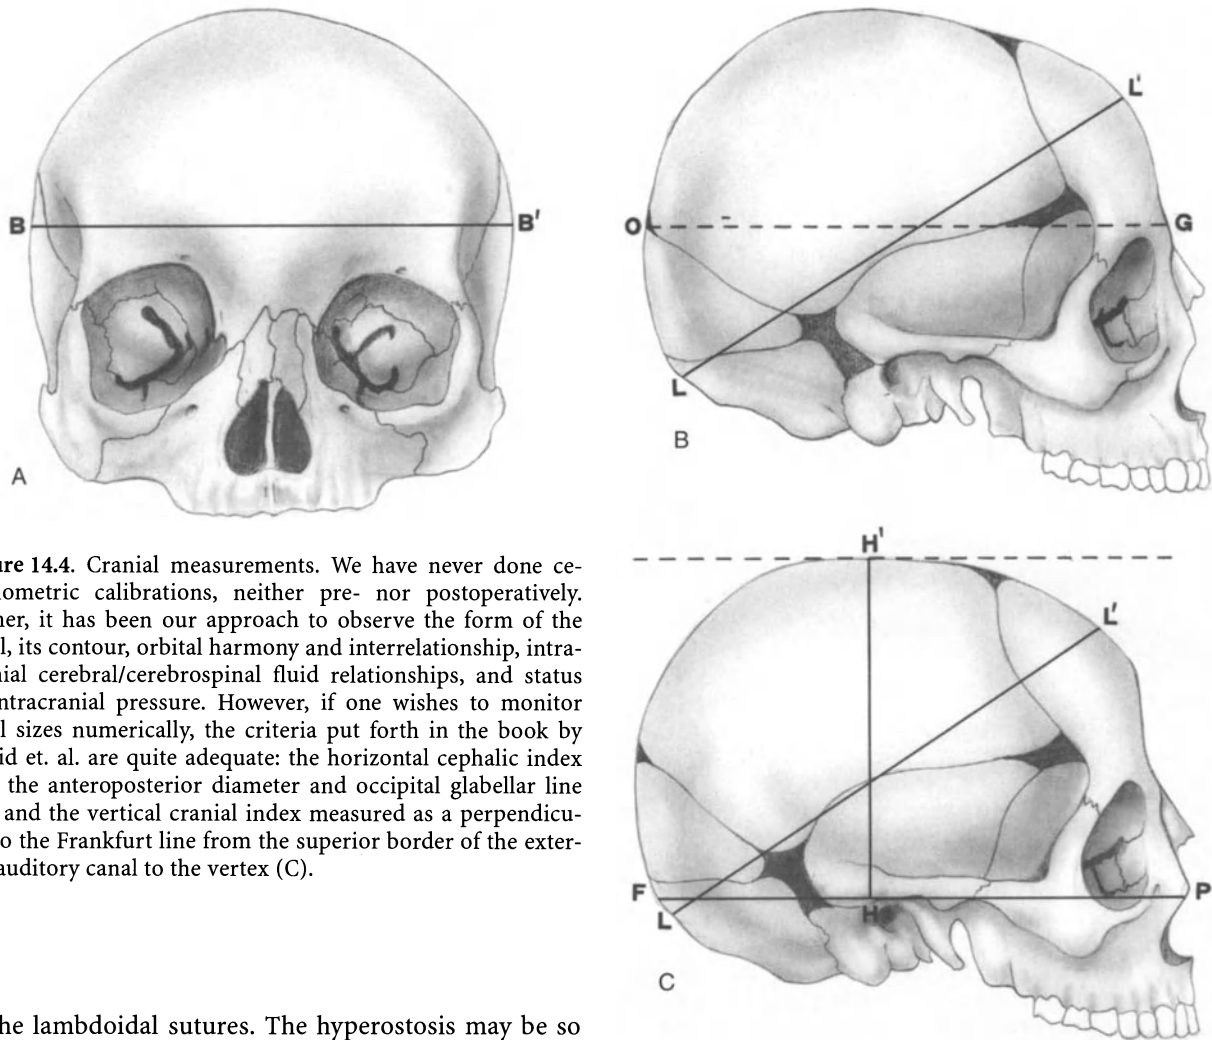 B
B'
A
L'
O
G
L
B
H'
L'
F
L
H
P
C
ure 14.4. Cranial measurements. We have never done ce-
iometric calibrations, neither pre- nor postoperatively.
her, it has been our approach to observe the form of the
l, its contour, orbital harmony and interrelationship, intra-
nial cerebral/cerebrospinal fluid relationships, and status
ntracranial pressure. However, if one wishes to monitor
l sizes numerically, the criteria put forth in the book by
id et. al. are quite adequate: the horizontal cephalic index
the anteroposterior diameter and occipital glabellar line
and the vertical cranial index measured as a perpendicu-
o the Frankfurt line from the superior border of the exter-
auditory canal to the vertex (C).
he lambdoidal sutures. The hyperostosis may be so